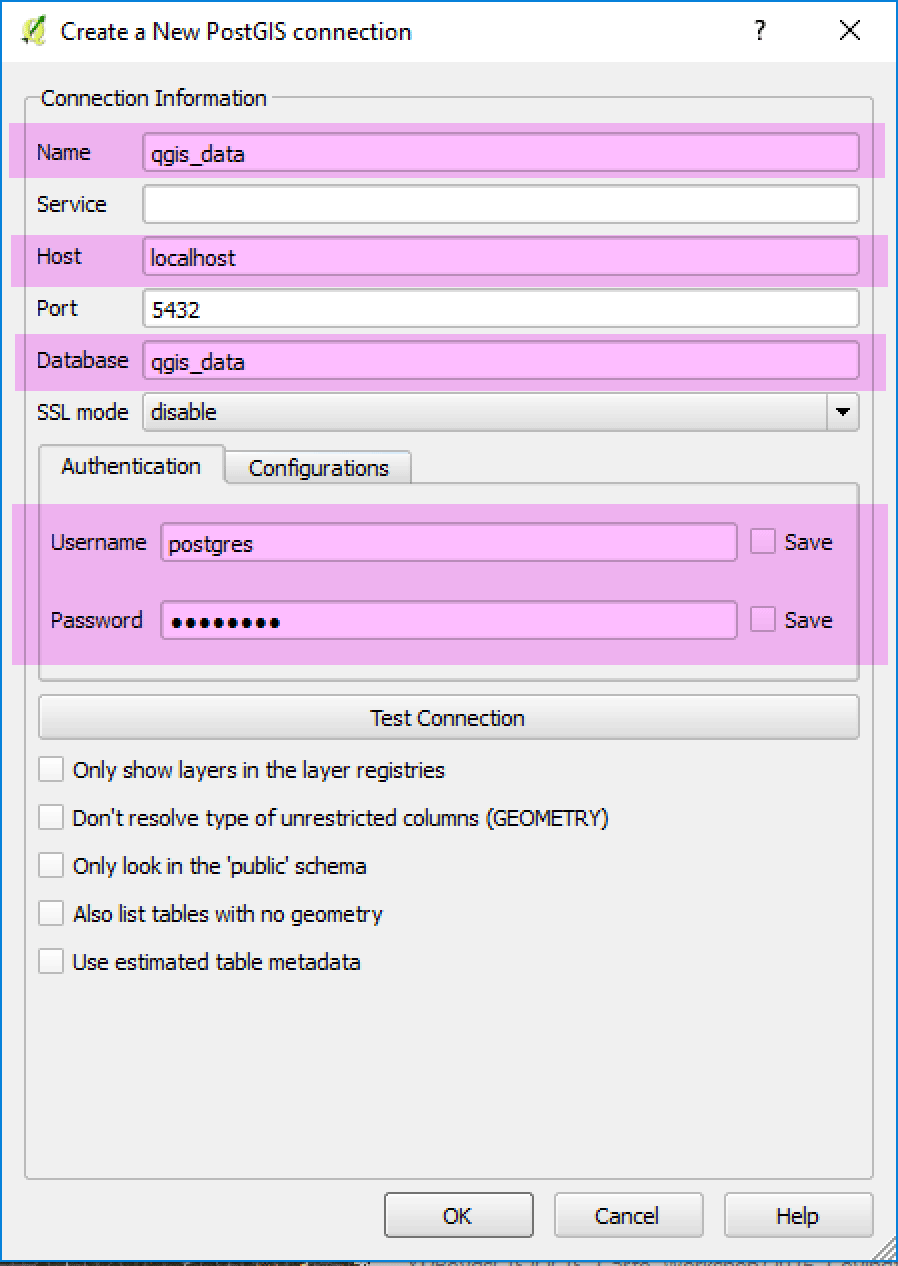 Create a New PostGIS connection ?
Connection Information
Name qgis_data
Service
Host localhost
Port 5432
Database qgis_data
SSL mode disable
Authentication Configurations
Username postgres Save
Password ●●●●●●●● Save
Test Connection
Only show layers in the layer registries
Don't resolve type of unrestricted columns (GEOMETRY)
Only look in the 'public' schema
Also list tables with no geometry
Use estimated table metadata
OK Cancel Help